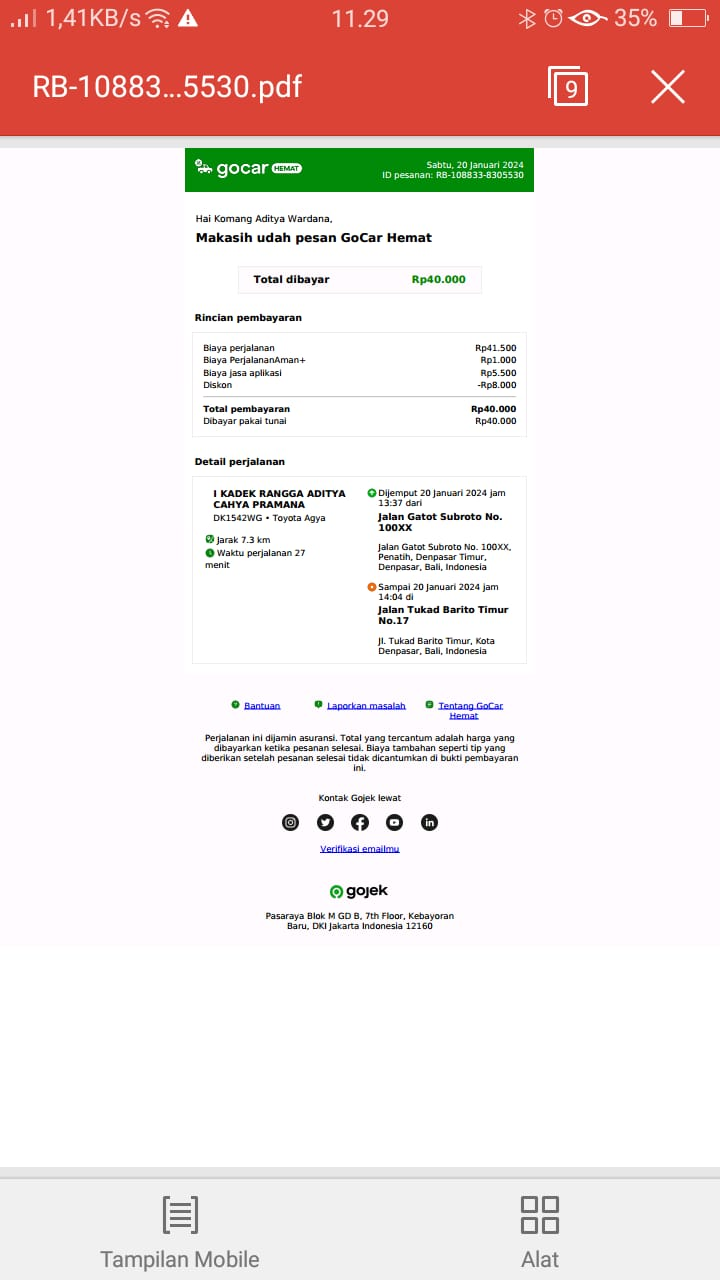 1,41KB/s
11.29
35%
RB-10883...5530.pdf
9
gocar HEMAT
Sabtu, 20 Januari 2024
ID pesanan: RB-108833-8305530
Hai Komang Aditya Wardana,
Makasih udah pesan GoCar Hemat
Total dibayar Rp40.000
Rincian pembayaran
Biaya perjalanan Rp41.500
Biaya PerjalananAman+ Rp1.000
Biaya jasa aplikasi Rp5.500
Diskon -Rp8.000
Total pembayaran Rp40.000
Dibayar pakai tunai Rp40.000
Detail perjalanan
I KADEK RANGGA ADITYA
CAHYA PRAMANA
DK1542WG • Toyota Agya
Jarak 7.3 km
Waktu perjalanan 27
menit
Dijemput 20 Januari 2024 jam
13:37 dari
Jalan Gatot Subroto No.
100XX
Jalan Gatot Subroto No. 100XX,
Penatih, Denpasar Timur,
Denpasar, Bali, Indonesia
Sampai 20 Januari 2024 jam
14:04 di
Jalan Tukad Barito Timur
No.17
Jl. Tukad Barito Timur, Kota
Denpasar, Bali, Indonesia
Bantuan
Laporkan masalah
Tentang GoCar
Hemat
Perjalanan ini dijamin asuransi. Total yang tercantum adalah harga yang
dibayarkan ketika pesanan selesai. Biaya tambahan seperti tip yang
diberikan setelah pesanan selesai tidak dicantumkan di bukti pembayaran
ini.
Kontak Gojek lewat
in
Verifikasi emailmu
gojek
Pasaraya Blok M GD B, 7th Floor, Kebayoran
Baru, DKI Jakarta Indonesia 12160
Tampilan Mobile
Alat